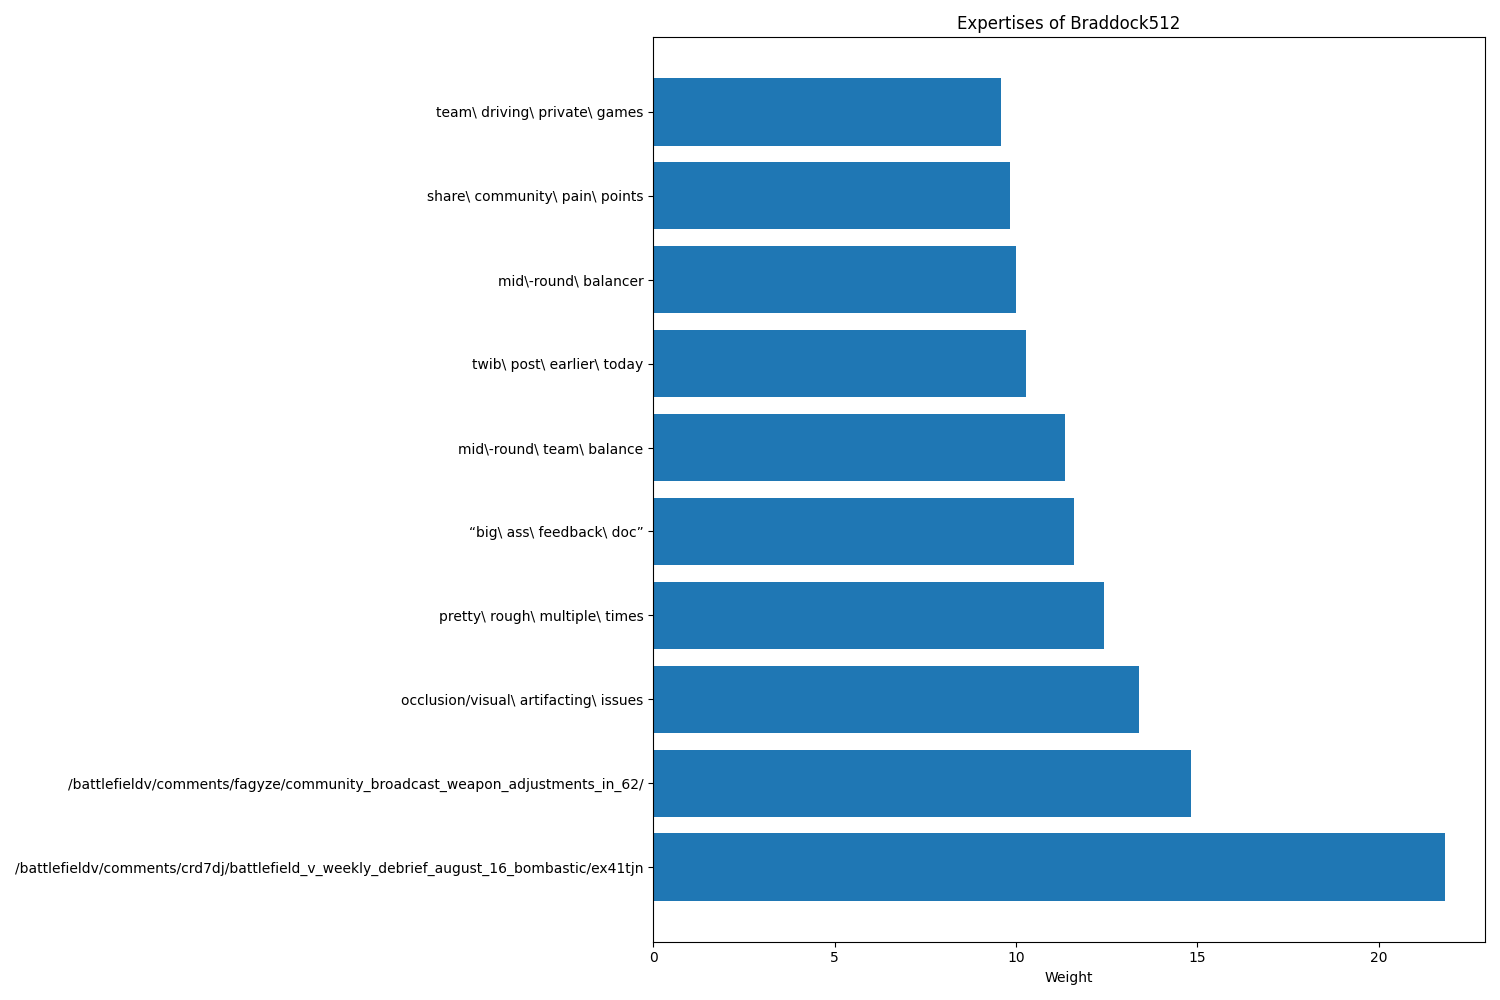 Expertises of Braddock512
team\ driving\ private\ games
share\ community\ pain\ points
mid\-round\ balancer
twib\ post\ earlier\ today
mid\-round\ team\ balance
“big\ ass\ feedback\ doc”
pretty\ rough\ multiple\ times
occlusion/visual\ artifacting\ issues
/battlefieldv/comments/fagyze/community_broadcast_weapon_adjustments_in_62/
/battlefieldv/comments/crd7dj/battlefield_v_weekly_debrief_august_16_bombastic/ex41tjn
0 5 10 15 20
Weight